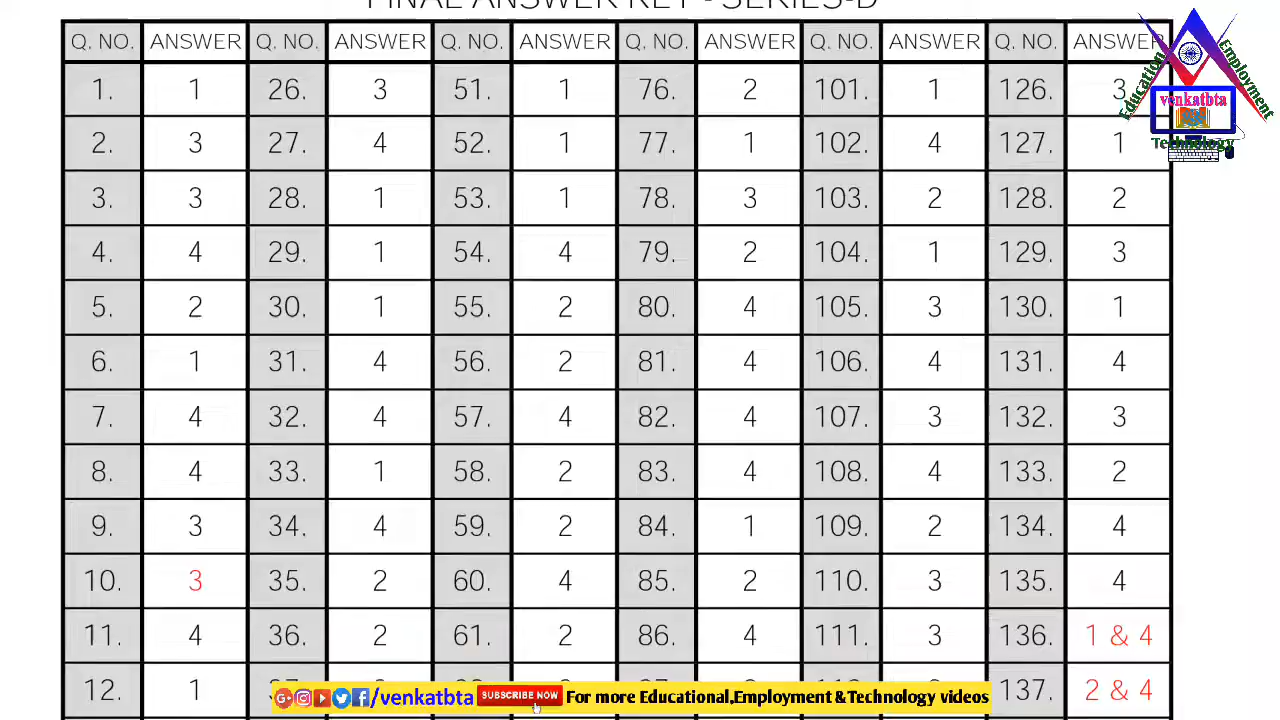 FINAL ANSWER KEY - SERIES-D
Q. NO. ANSWER Q. NO. ANSWER Q. NO. ANSWER Q. NO. ANSWER Q. NO. ANSWER Q. NO. ANSWER
1. 1 26. 3 51. 1 76. 2 101. 1 126. 3
2. 3 27. 4 52. 1 77. 1 102. 4 127. 1
3. 3 28. 1 53. 1 78. 3 103. 2 128. 2
4. 4 29. 1 54. 4 79. 2 104. 1 129. 3
5. 2 30. 1 55. 2 80. 4 105. 3 130. 1
6. 1 31. 4 56. 2 81. 4 106. 4 131. 4
7. 4 32. 4 57. 4 82. 4 107. 3 132. 3
8. 4 33. 1 58. 2 83. 4 108. 4 133. 2
9. 3 34. 4 59. 2 84. 1 109. 2 134. 4
10. 3 35. 2 60. 4 85. 2 110. 3 135. 4
11. 4 36. 2 61. 2 86. 4 111. 3 136. 1 & 4
12. 1 137. 2 & 4
Education
Employment
venkatbta
Technology
/venkatbta SUBSCRIBE NOW For more Educational,Employment &Technology videos